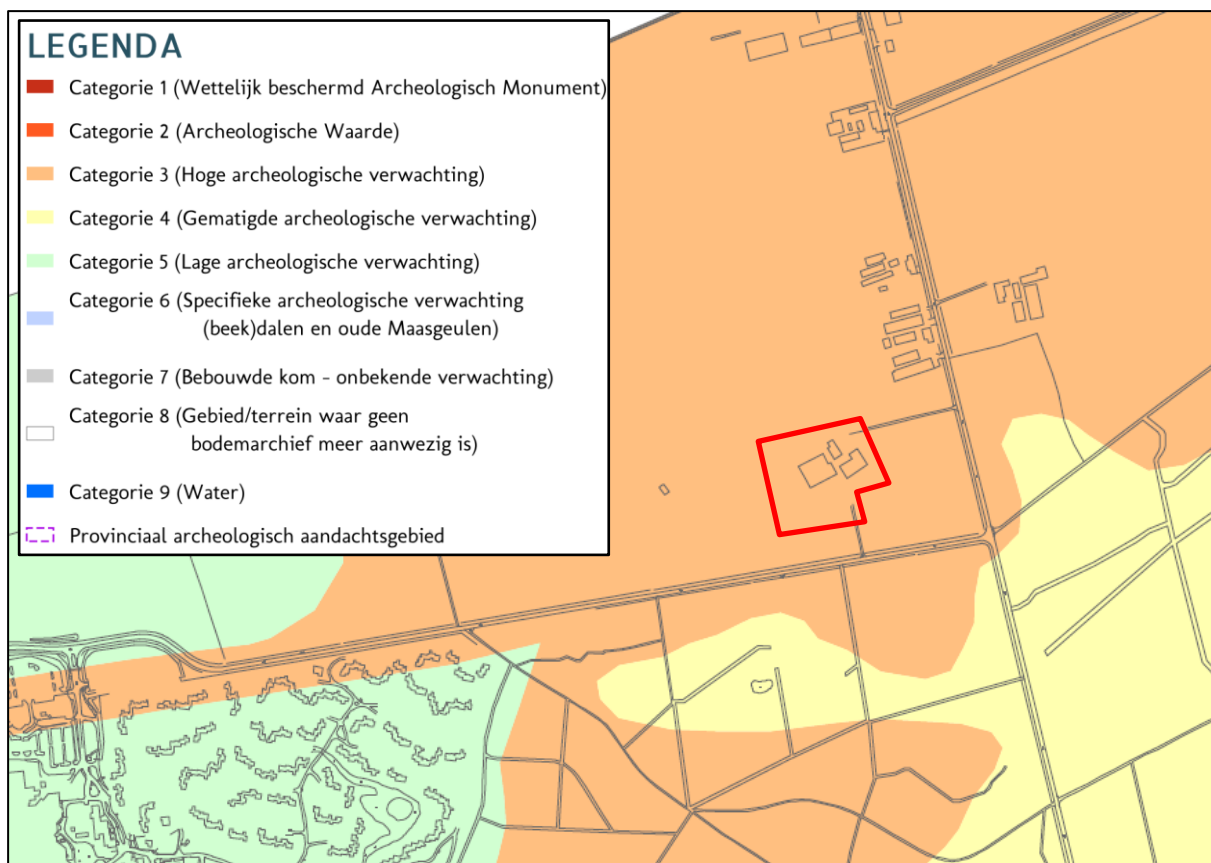 LEGENDA
Categorie 1 (Wettelijk beschermd Archeologisch Monument)
Categorie 2 (Archeologische Waarde)
Categorie 3 (Hoge archeologische verwachting)
Categorie 4 (Gematigde archeologische verwachting)
Categorie 5 (Lage archeologische verwachting)
Categorie 6 (Specifieke archeologische verwachting
(beek)dalen en oude Maasgeulen)
Categorie 7 (Bebouwde kom - onbekende verwachting)
Categorie 8 (Gebied/terrein waar geen
bodemarchief meer aanwezig is)
Categorie 9 (Water)
Provinciaal archeologisch aandachtsgebied